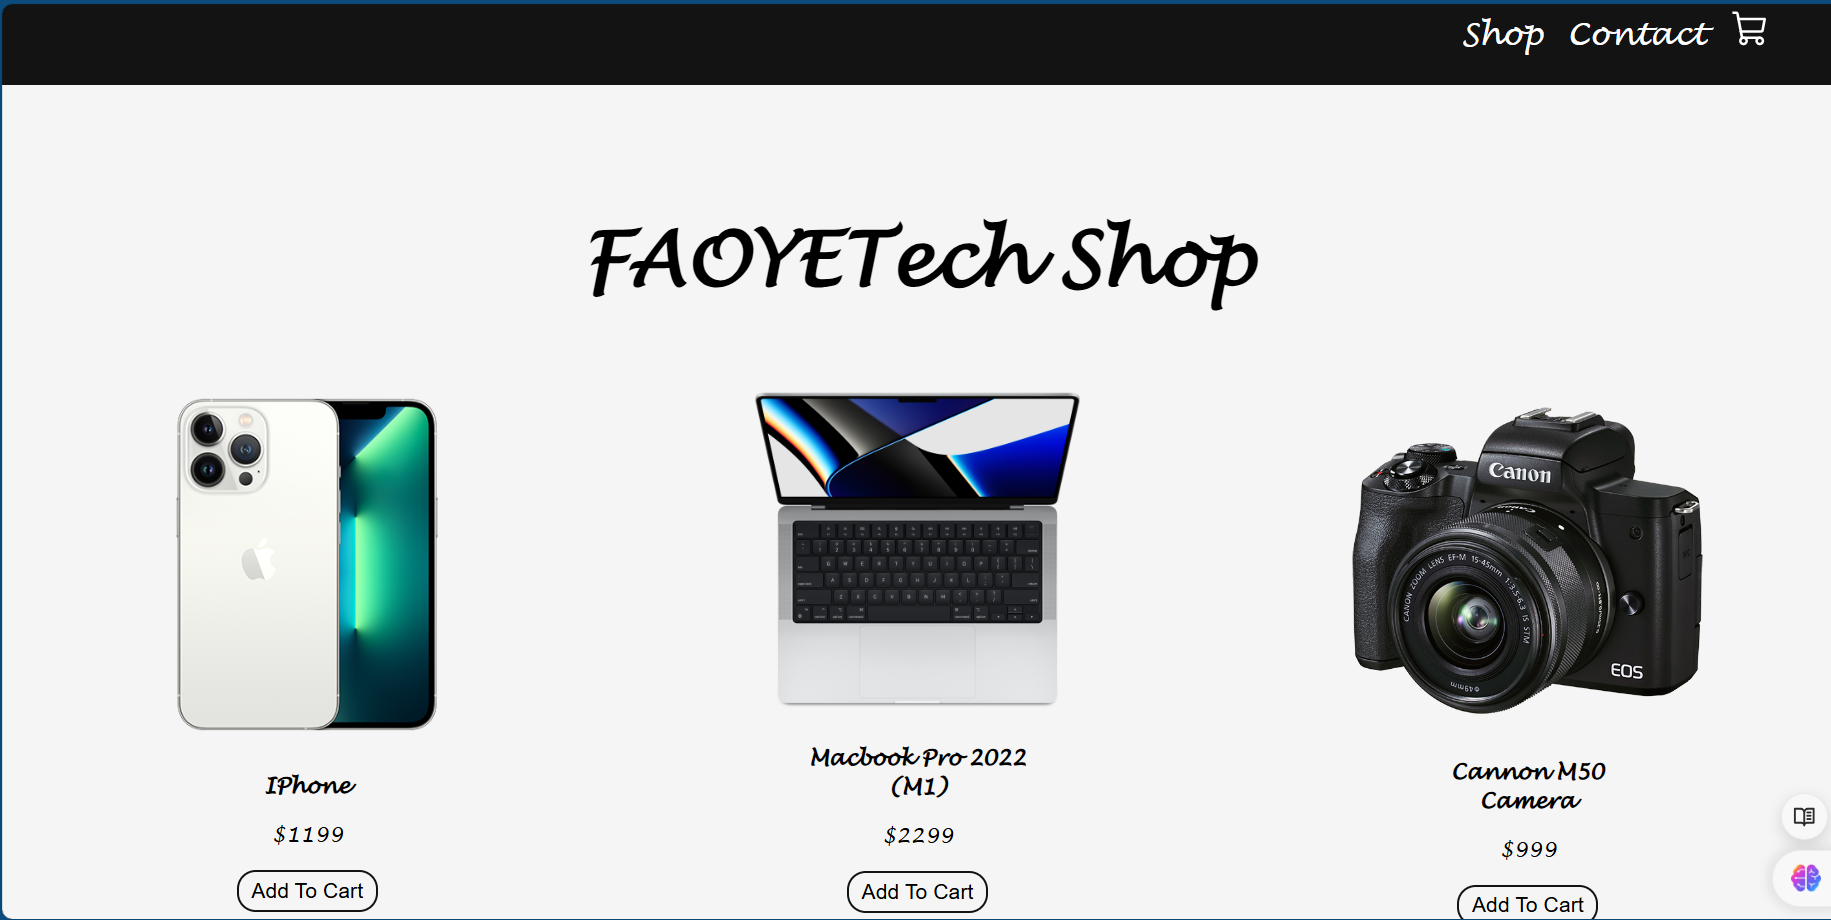 Shop Contact
FAOYETech Shop
Canon
CANON ZOOM LENS EF-M 15-45mm 1:3.5-6.3 IS STM
EOS
Macbook Pro 2022
(M1)
IPhone
Cannon M50
Camera
$1199
$2299
$999
Add To Cart
Add To Cart
Add To Cart